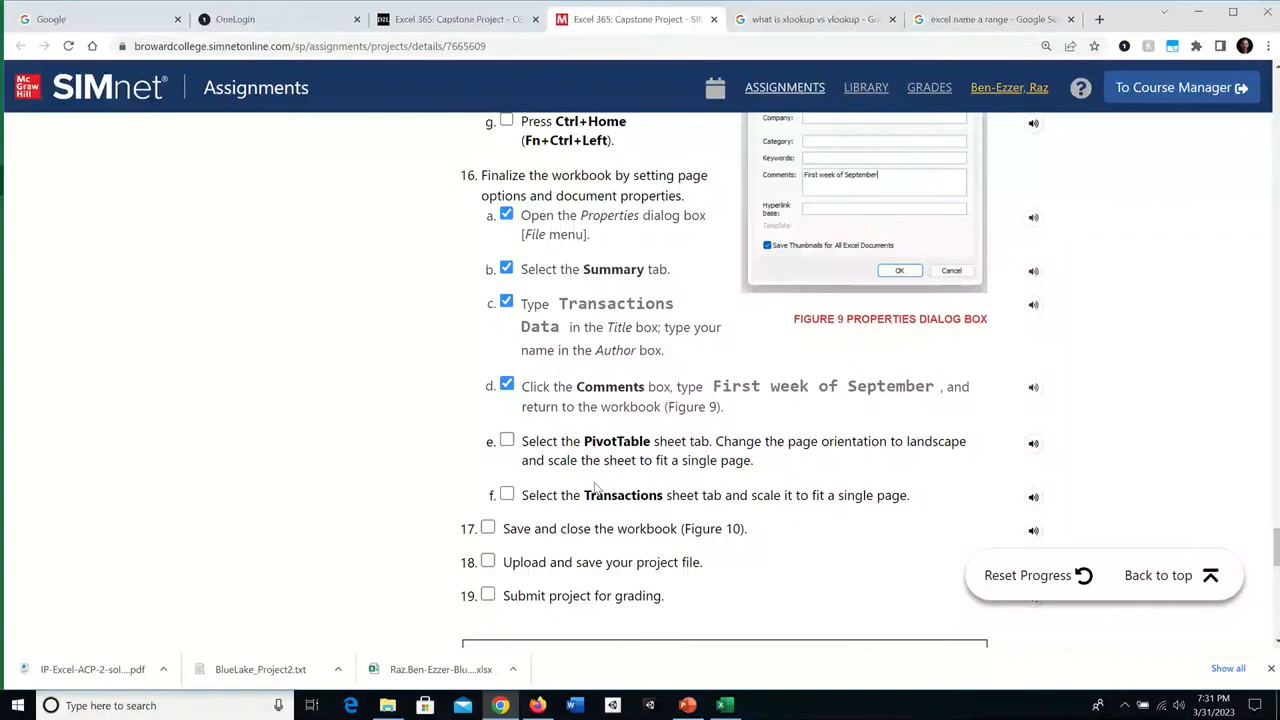 Google
OneLogin
Excel 365: Capstone Project - CG
Excel 365: Capstone Project - SIM
what is xlookup vs vlookup - Goo
excel name a range - Google Se
browardcollege.simnetonline.com/sp/assignments/projects/details/7665609
Mc Graw Hill
SIMnet®
Assignments
ASSIGNMENTS
LIBRARY
GRADES
Ben-Ezzer, Raz
To Course Manager
g. Press Ctrl+Home
(Fn+Ctrl+Left).
Company:
Category:
Keywords:
Comments: First week of September
Hyperlink
base:
Template:
Save Thumbnails for All Excel Documents
OK Cancel
FIGURE 9 PROPERTIES DIALOG BOX
16. Finalize the workbook by setting page
options and document properties.
a. Open the Properties dialog box
[File menu].
b. Select the Summary tab.
c. Type Transactions
Data in the Title box; type your
name in the Author box.
d. Click the Comments box, type First week of September , and
return to the workbook (Figure 9).
e. Select the PivotTable sheet tab. Change the page orientation to landscape
and scale the sheet to fit a single page.
f. Select the Transactions sheet tab and scale it to fit a single page.
17. Save and close the workbook (Figure 10).
18. Upload and save your project file.
19. Submit project for grading.
Reset Progress
Back to top
IP-Excel-ACP-2-sol....pdf
BlueLake_Project2.txt
Raz.Ben-Ezzer-Blu....xlsx
Show all
Type here to search
7:31 PM
3/31/2023